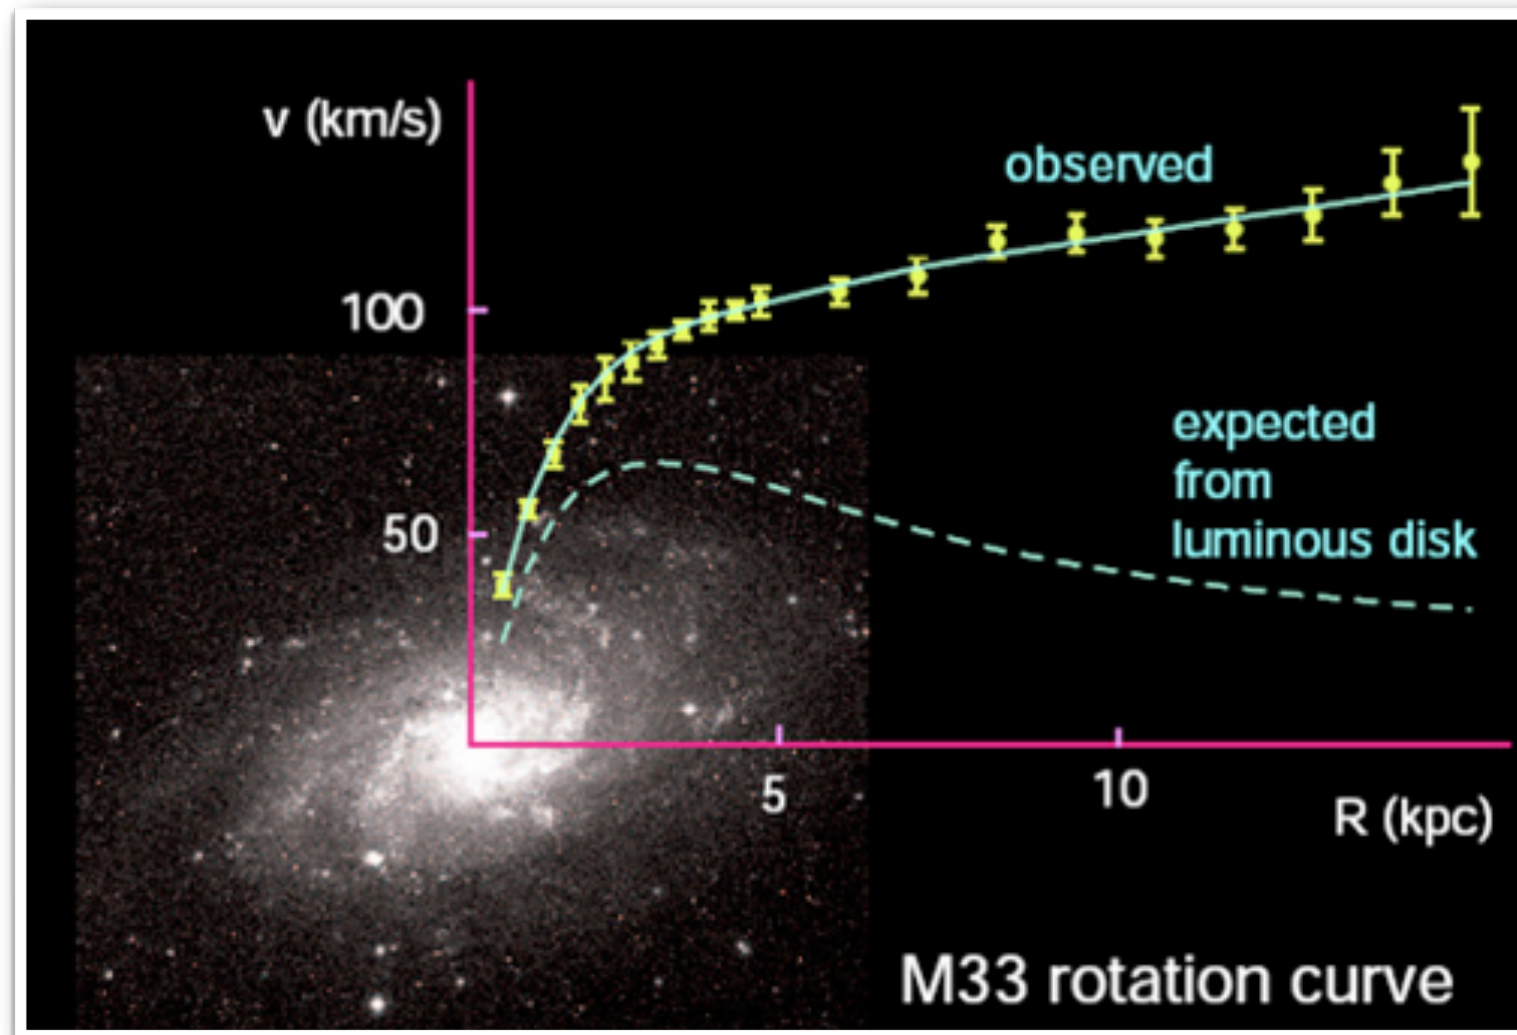 v (km/s)
observed
100
expected
from
luminous disk
50
5
10
R (kpc)
M33 rotation curve